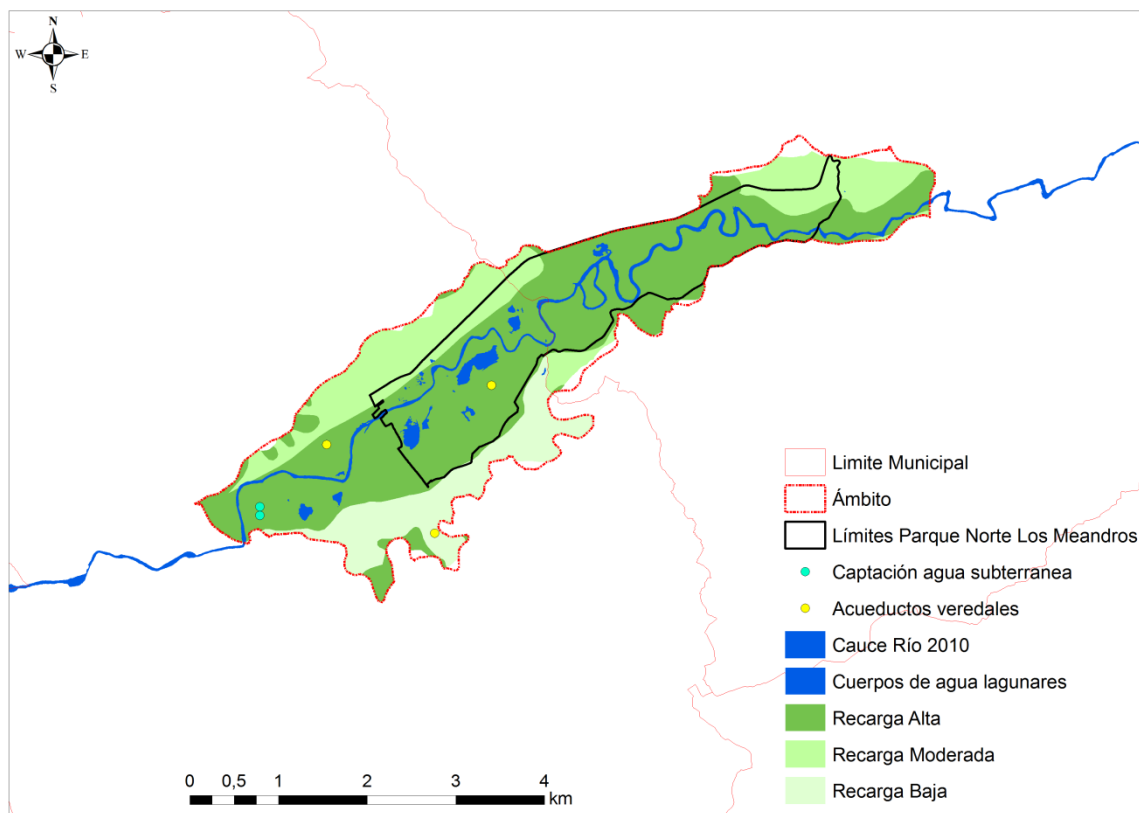 N
W E
S
Limite Municipal
Ámbito
Límites Parque Norte Los Meandros
Captación agua subterranea
Acueductos veredales
Cauce Río 2010
Cuerpos de agua lagunares
Recarga Alta
Recarga Moderada
Recarga Baja
0 0,5 1 2 3 4
km